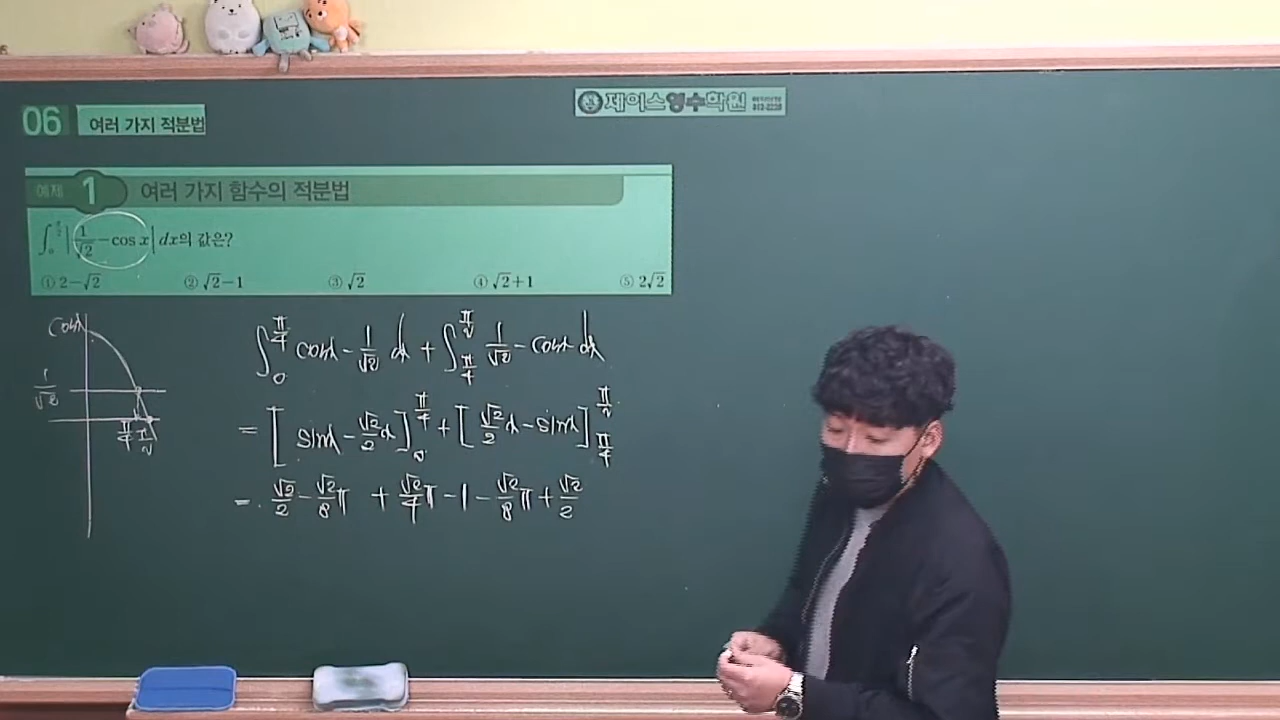 제이스영수학원
06 여러 가지 적분법
예제 1 여러 가지 함수의 적분법
∫₀^{π/2} |1/√2 − cos x| dx의 값은?
① 2−√2 ② √2−1 ③ √2 ④ √2+1 ⑤ 2√2
cosx
1/√2
π/4 π/2
∫₀^{π/4} cosx − 1/√2 dx + ∫_{π/4}^{π/2} 1/√2 − cosx dx
= [sinx − √2/2 x]₀^{π/4} + [√2/2 x − sinx]_{π/4}^{π/2}
= √2/2 − √2/8 π + √2/4 π − 1 − √2/8 π + √2/2